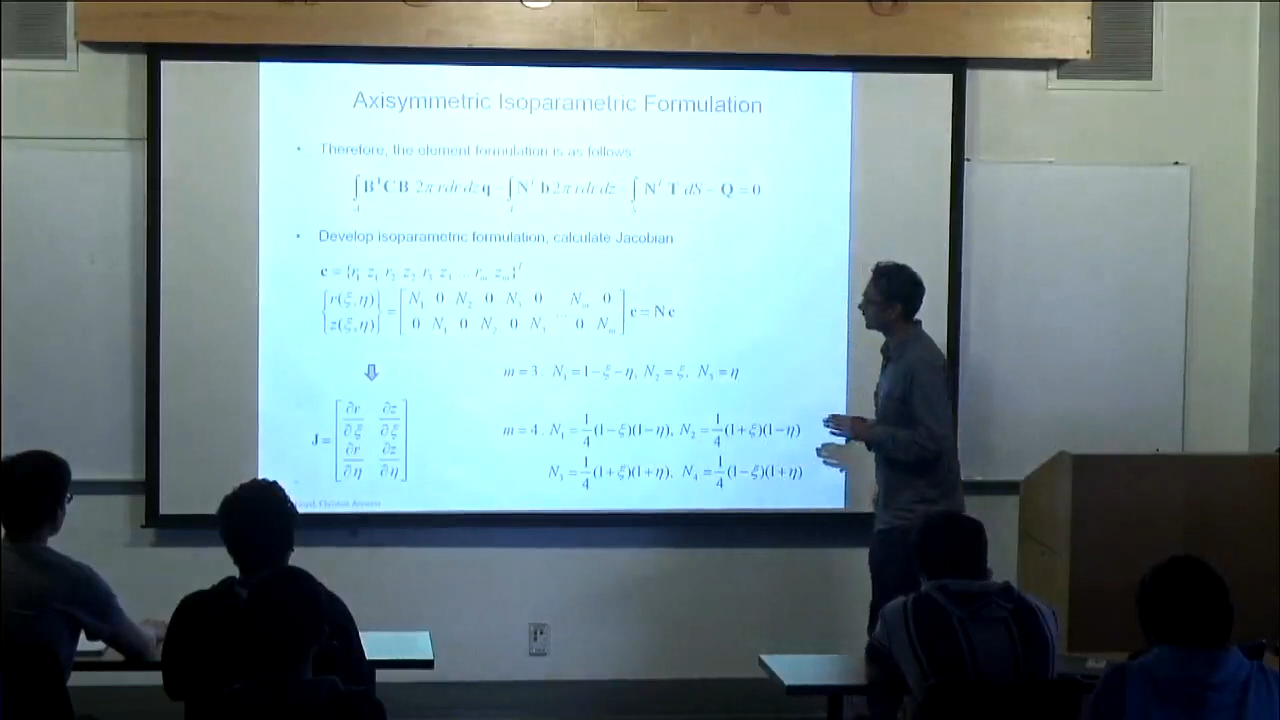 Axisymmetric Isoparametric Formulation
• Therefore, the element formulation is as follows:
∫ BᵀCB 2π r dr dz q − ∫ Nᵀ b 2π r dr dz − ∫ Nᵀ T dS − Q = 0
• Develop isoparametric formulation, calculate Jacobian
c = {r₁ z₁ r₂ z₂ r₃ z₃ ... rₘ zₘ}ᵀ
{r(ξ,η) z(ξ,η)} = [N₁ 0 N₂ 0 N₃ 0 ... Nₘ 0
0 N₁ 0 N₂ 0 N₃ ... 0 Nₘ] c = N c
m = 3. N₁ = 1 − ξ − η, N₂ = ξ, N₃ = η
J = [∂r/∂ξ ∂z/∂ξ
∂r/∂η ∂z/∂η]
m = 4. N₁ = 1/4 (1−ξ)(1−η), N₂ = 1/4 (1+ξ)(1−η)
N₃ = 1/4 (1+ξ)(1+η), N₄ = 1/4 (1−ξ)(1+η)